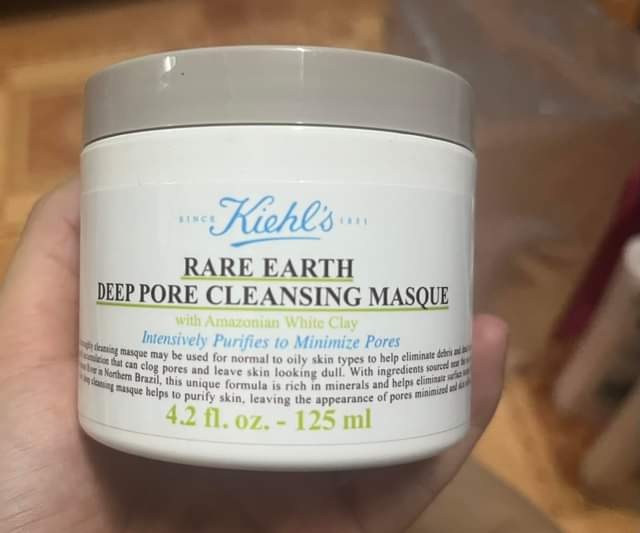 SINCE Kiehl's 1851
RARE EARTH
DEEP PORE CLEANSING MASQUE
with Amazonian White Clay
Intensively Purifies to Minimize Pores
cleansing masque may be used for normal to oily skin types to help eliminate debris and
that can clog pores and leave skin looking dull. With ingredients sourced near
River in Northern Brazil, this unique formula is rich in minerals and helps eliminate surface
cleansing masque helps to purify skin, leaving the appearance of pores minimized and
4.2 fl. oz. - 125 ml